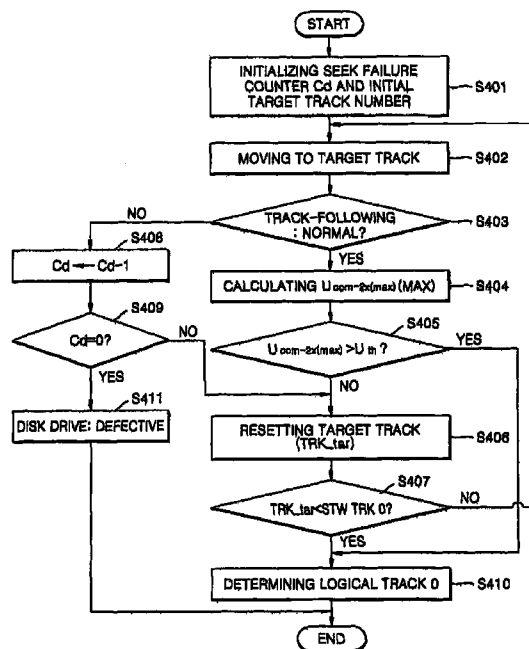 START
INITIALIZING SEEK FAILURE
COUNTER Cd AND INITIAL
TARGET TRACK NUMBER
S401
MOVING TO TARGET TRACK
S402
TRACK-FOLLOWING
: NORMAL?
S403
NO
YES
S408
Cd ← Cd-1
CALCULATING U com-2x(max) (MAX)
S404
S409
Cd=0?
NO
YES
S405
U com-2x(max) > U th ?
YES
NO
S411
DISK DRIVE: DEFECTIVE
RESETTING TARGET TRACK
(TRK_tar)
S406
S407
TRK_tar<STW TRK 0?
NO
YES
DETERMINING LOGICAL TRACK 0
S410
END